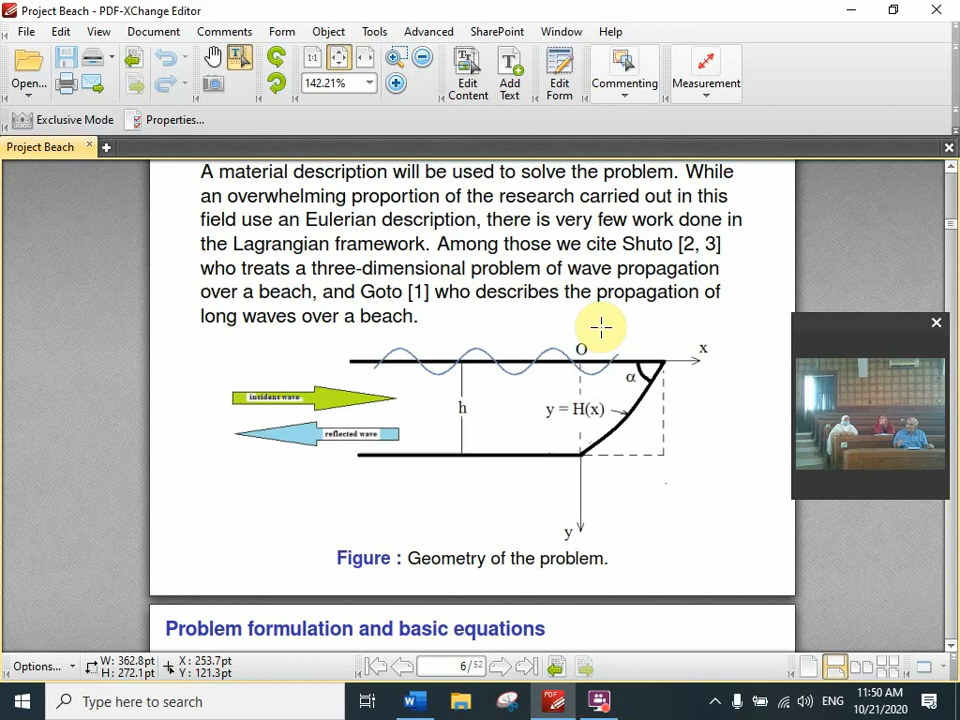 Project Beach - PDF-XChange Editor
File Edit View Document Comments Form Object Tools Advanced SharePoint Window Help
Open... 142.21% Edit Content Add Text Edit Form Commenting Measurement
Exclusive Mode Properties...
Project Beach
A material description will be used to solve the problem. While
an overwhelming proportion of the research carried out in this
field use an Eulerian description, there is very few work done in
the Lagrangian framework. Among those we cite Shuto [2, 3]
who treats a three-dimensional problem of wave propagation
over a beach, and Goto [1] who describes the propagation of
long waves over a beach.
O x
α
incident wave
h y = H(x)
reflected wave
y
Figure : Geometry of the problem.
Problem formulation and basic equations
Options... W: 362.8pt X: 253.7pt
H: 272.1pt Y: 121.3pt
6 / 52
Type here to search
ENG
11:50 AM
10/21/2020